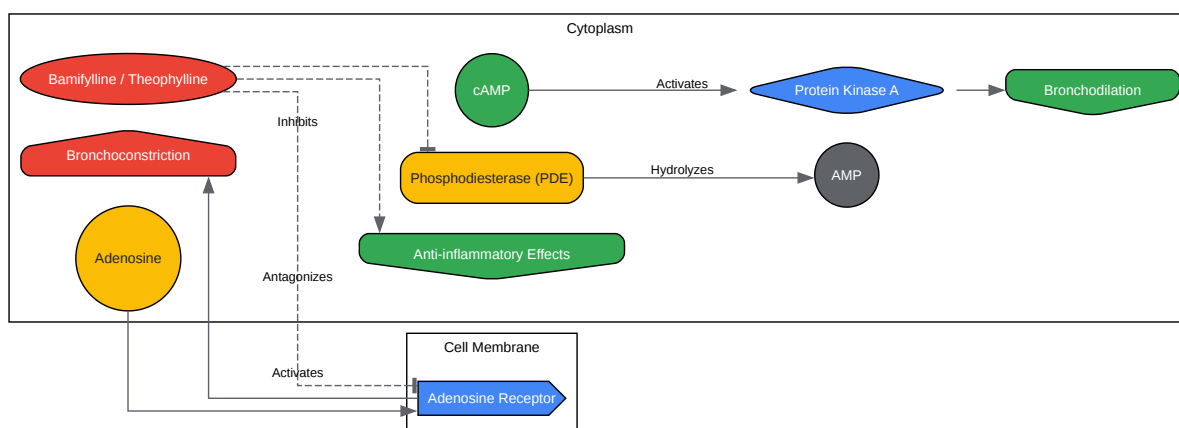 Cytoplasm
Bamifylline / Theophylline
cAMP
Activates
Protein Kinase A
Bronchodilation
Inhibits
Bronchoconstriction
Phosphodiesterase (PDE)
Hydrolyzes
AMP
Adenosine
Anti-inflammatory Effects
Antagonizes
Cell Membrane
Activates
Adenosine Receptor